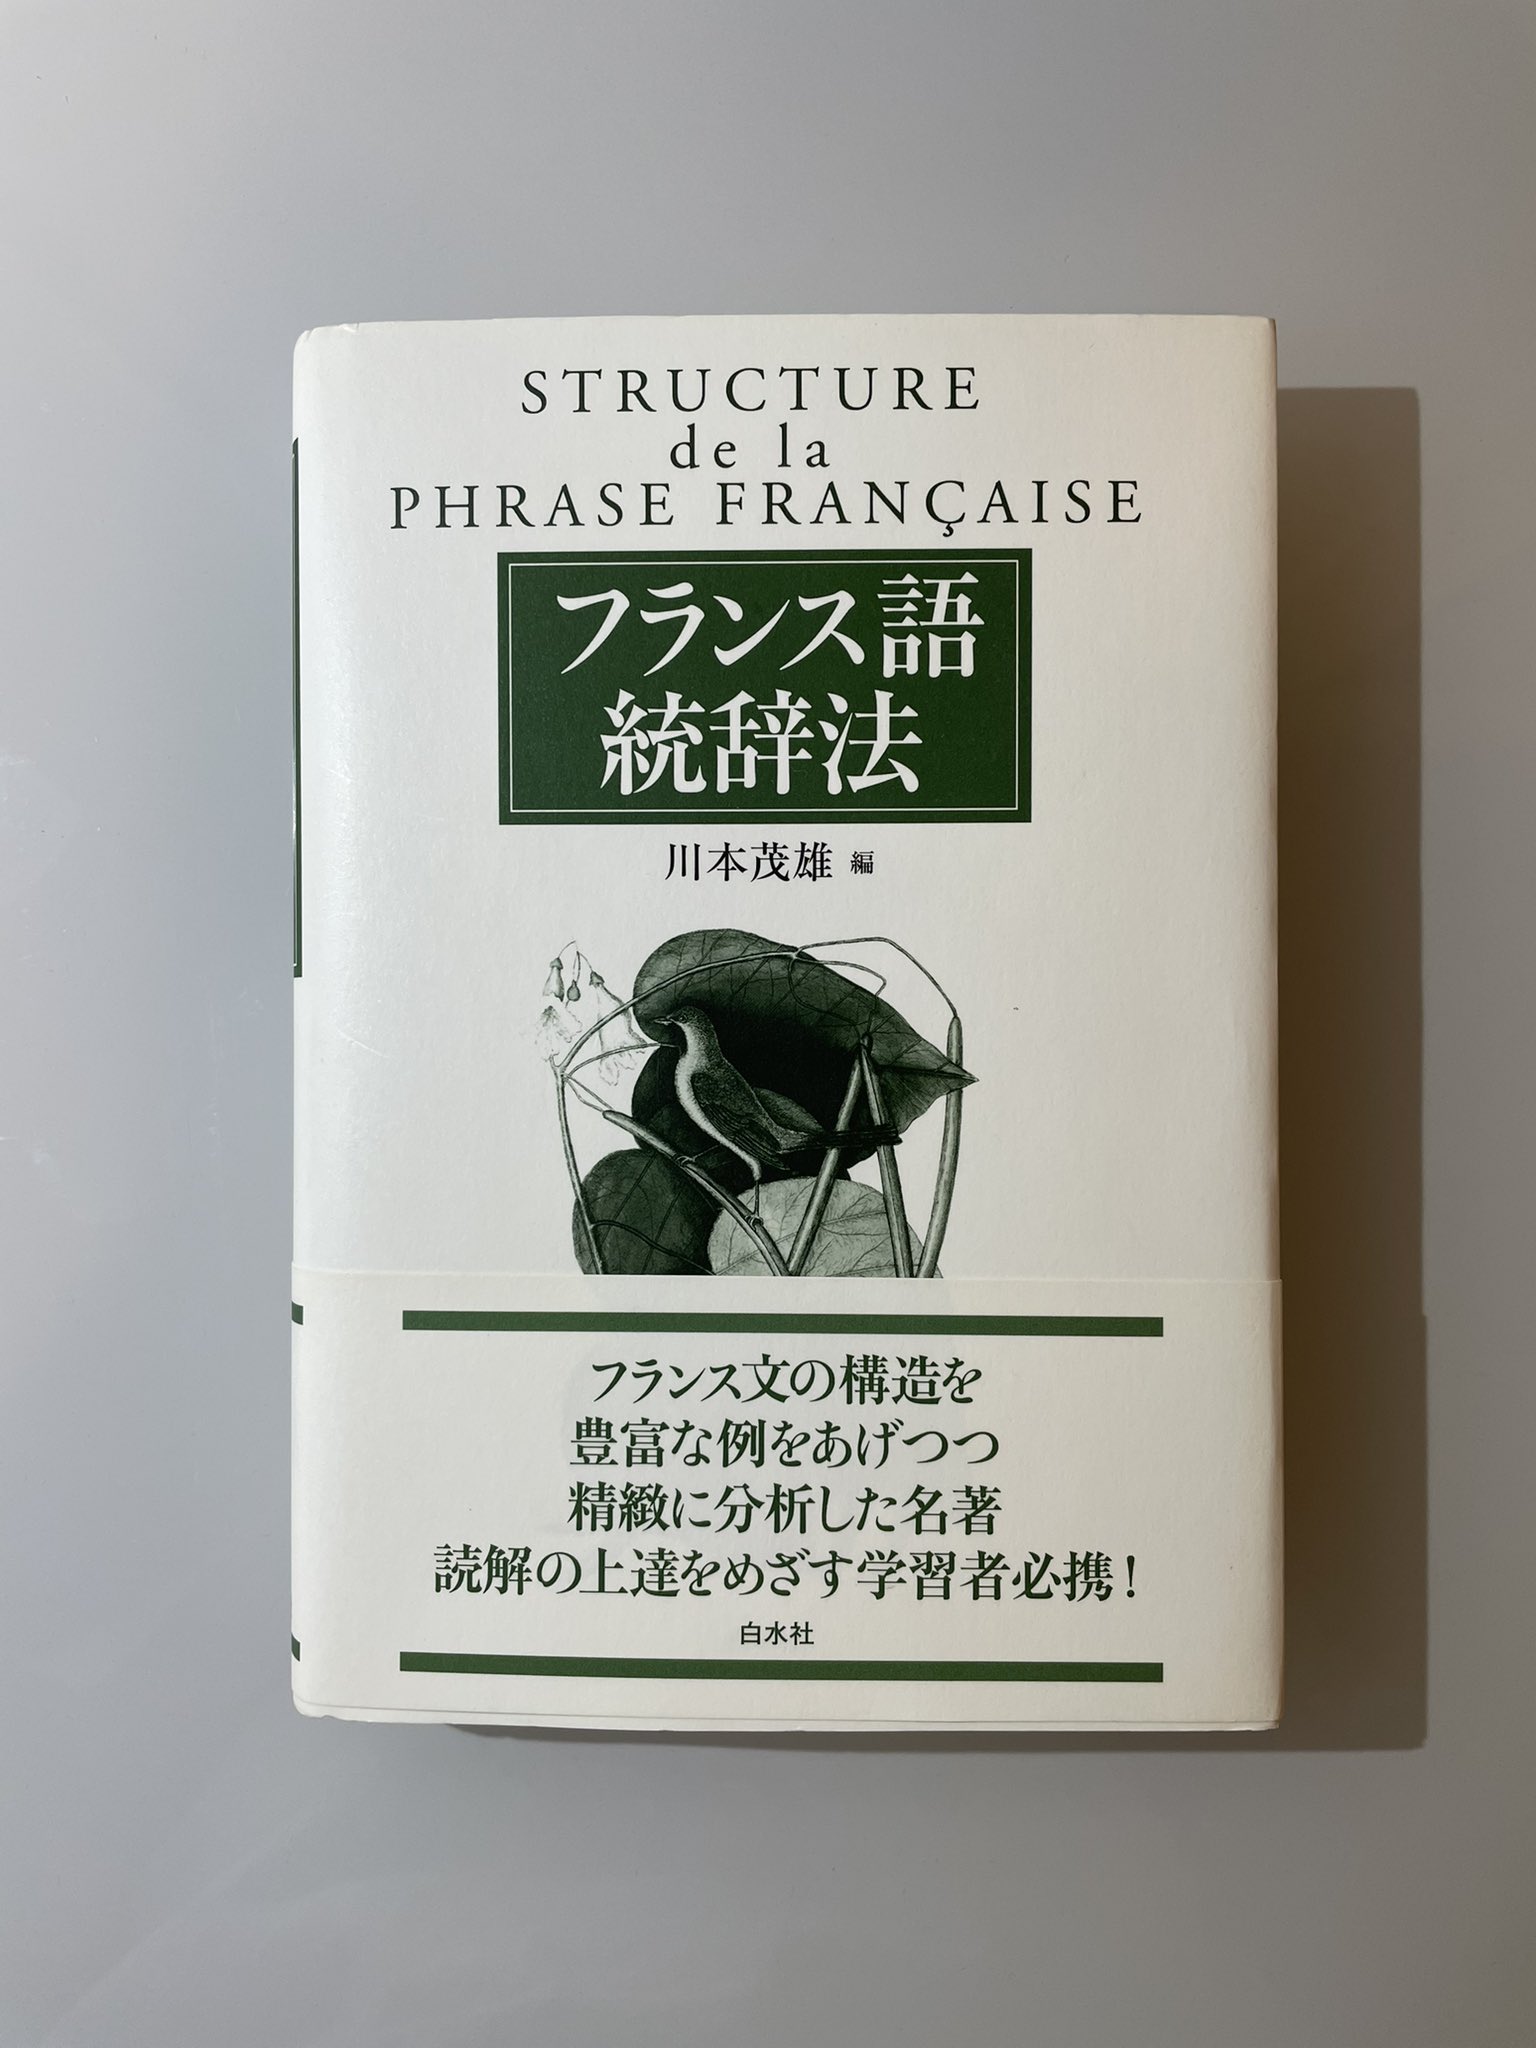 STRUCTURE
de la
PHRASE FRANÇAISE
フランス語
統辞法
川本茂雄 編
フランス文の構造を
豊富な例をあげつつ
精緻に分析した名著
読解の上達をめざす学習者必携!
白水社